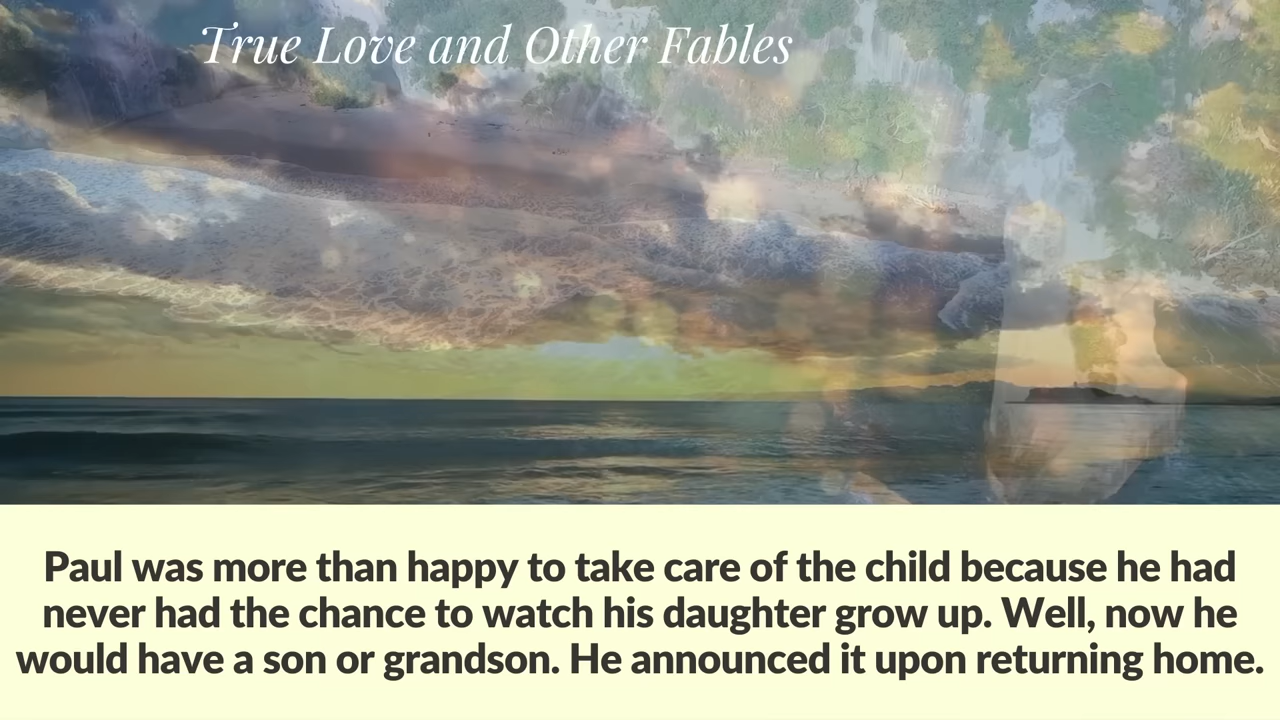 True Love and Other Fables
Paul was more than happy to take care of the child because he had
never had the chance to watch his daughter grow up. Well, now he
would have a son or grandson. He announced it upon returning home.